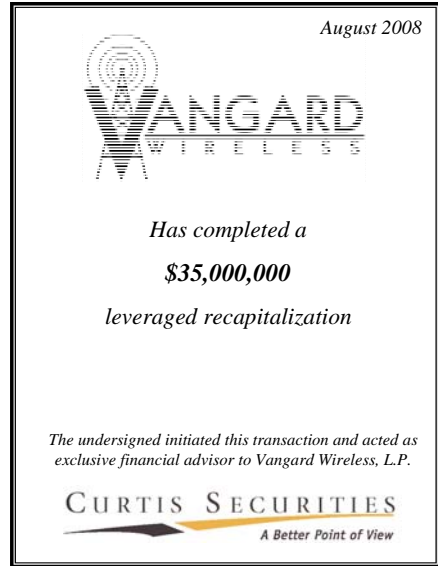 August 2008
VANGARD
WIRELESS
Has completed a
$35,000,000
leveraged recapitalization
The undersigned initiated this transaction and acted as
exclusive financial advisor to Vangard Wireless, L.P.
CURTIS SECURITIES
A Better Point of View